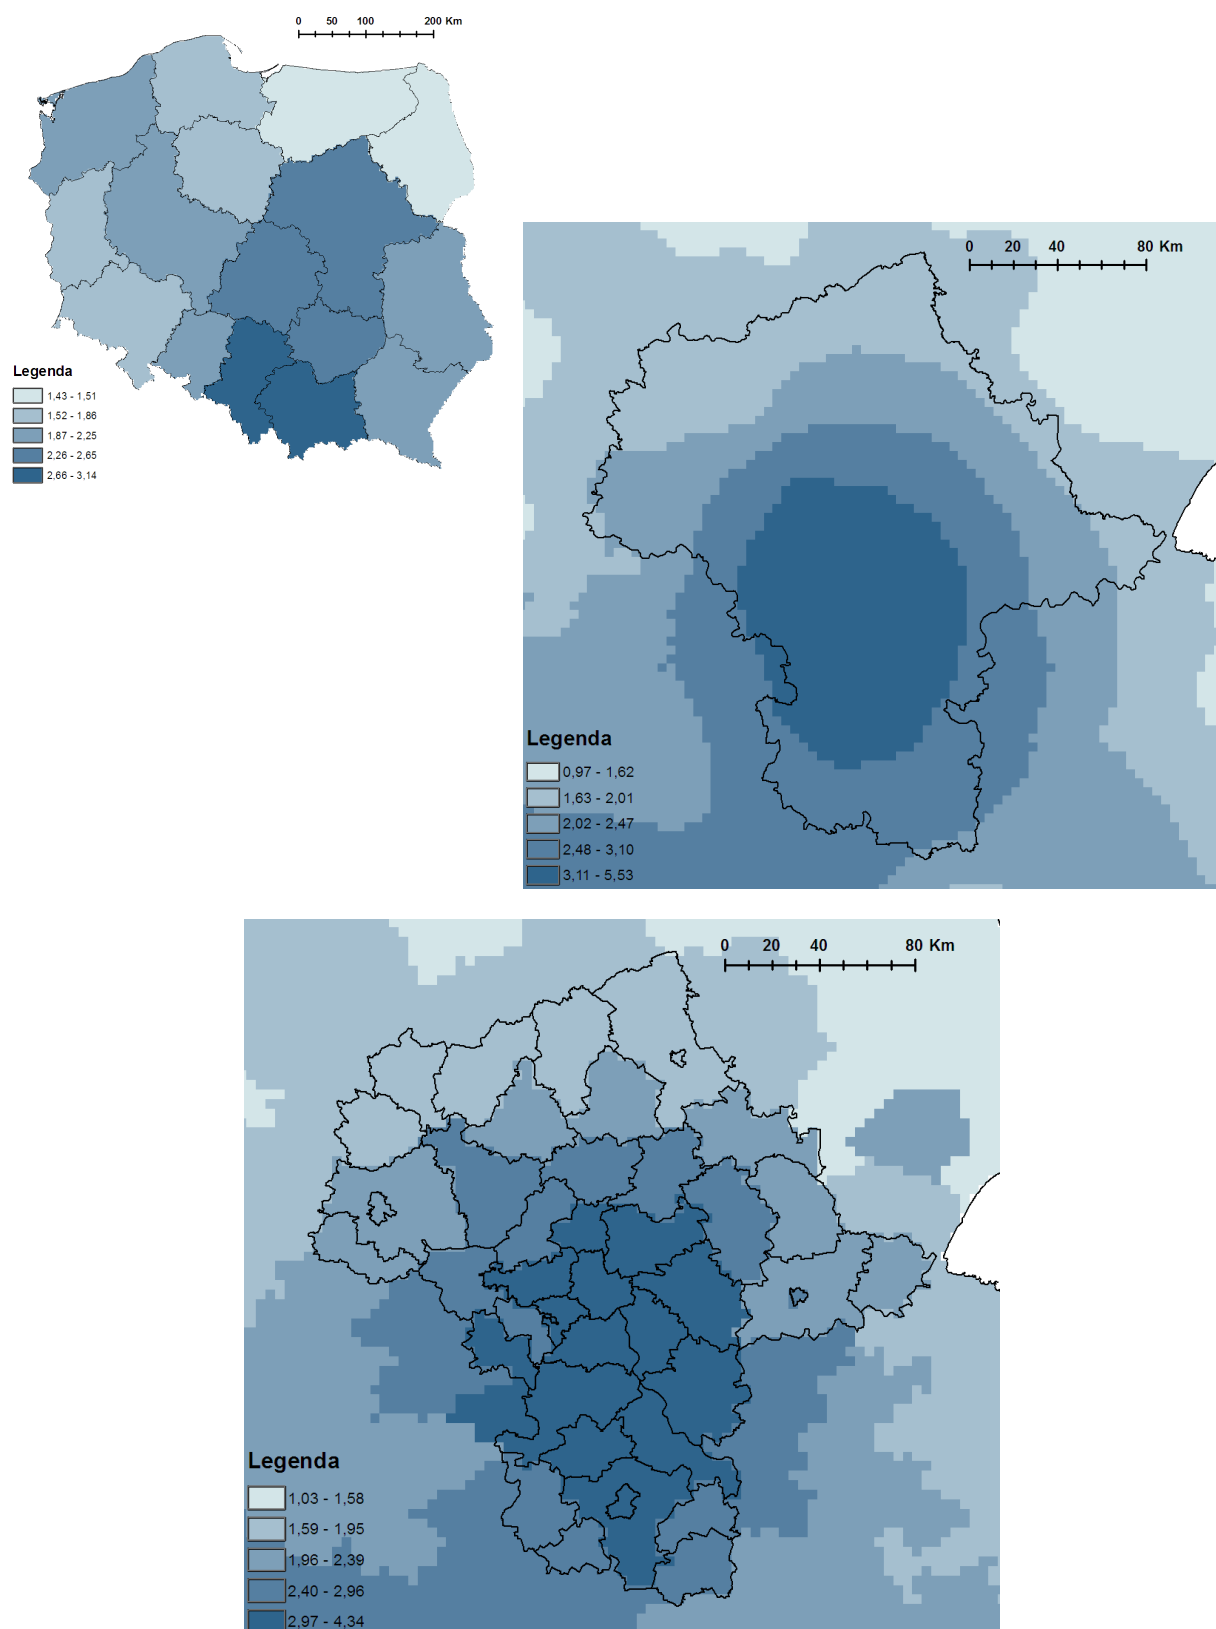 0 50 100 200 Km
Legenda
1,43 - 1,51
1,52 - 1,86
1,87 - 2,25
2,26 - 2,65
2,66 - 3,14
0 20 40 80 Km
Legenda
0,97 - 1,62
1,63 - 2,01
2,02 - 2,47
2,48 - 3,10
3,11 - 5,53
0 20 40 80 Km
Legenda
1,03 - 1,58
1,59 - 1,95
1,96 - 2,39
2,40 - 2,96
2,97 - 4,34